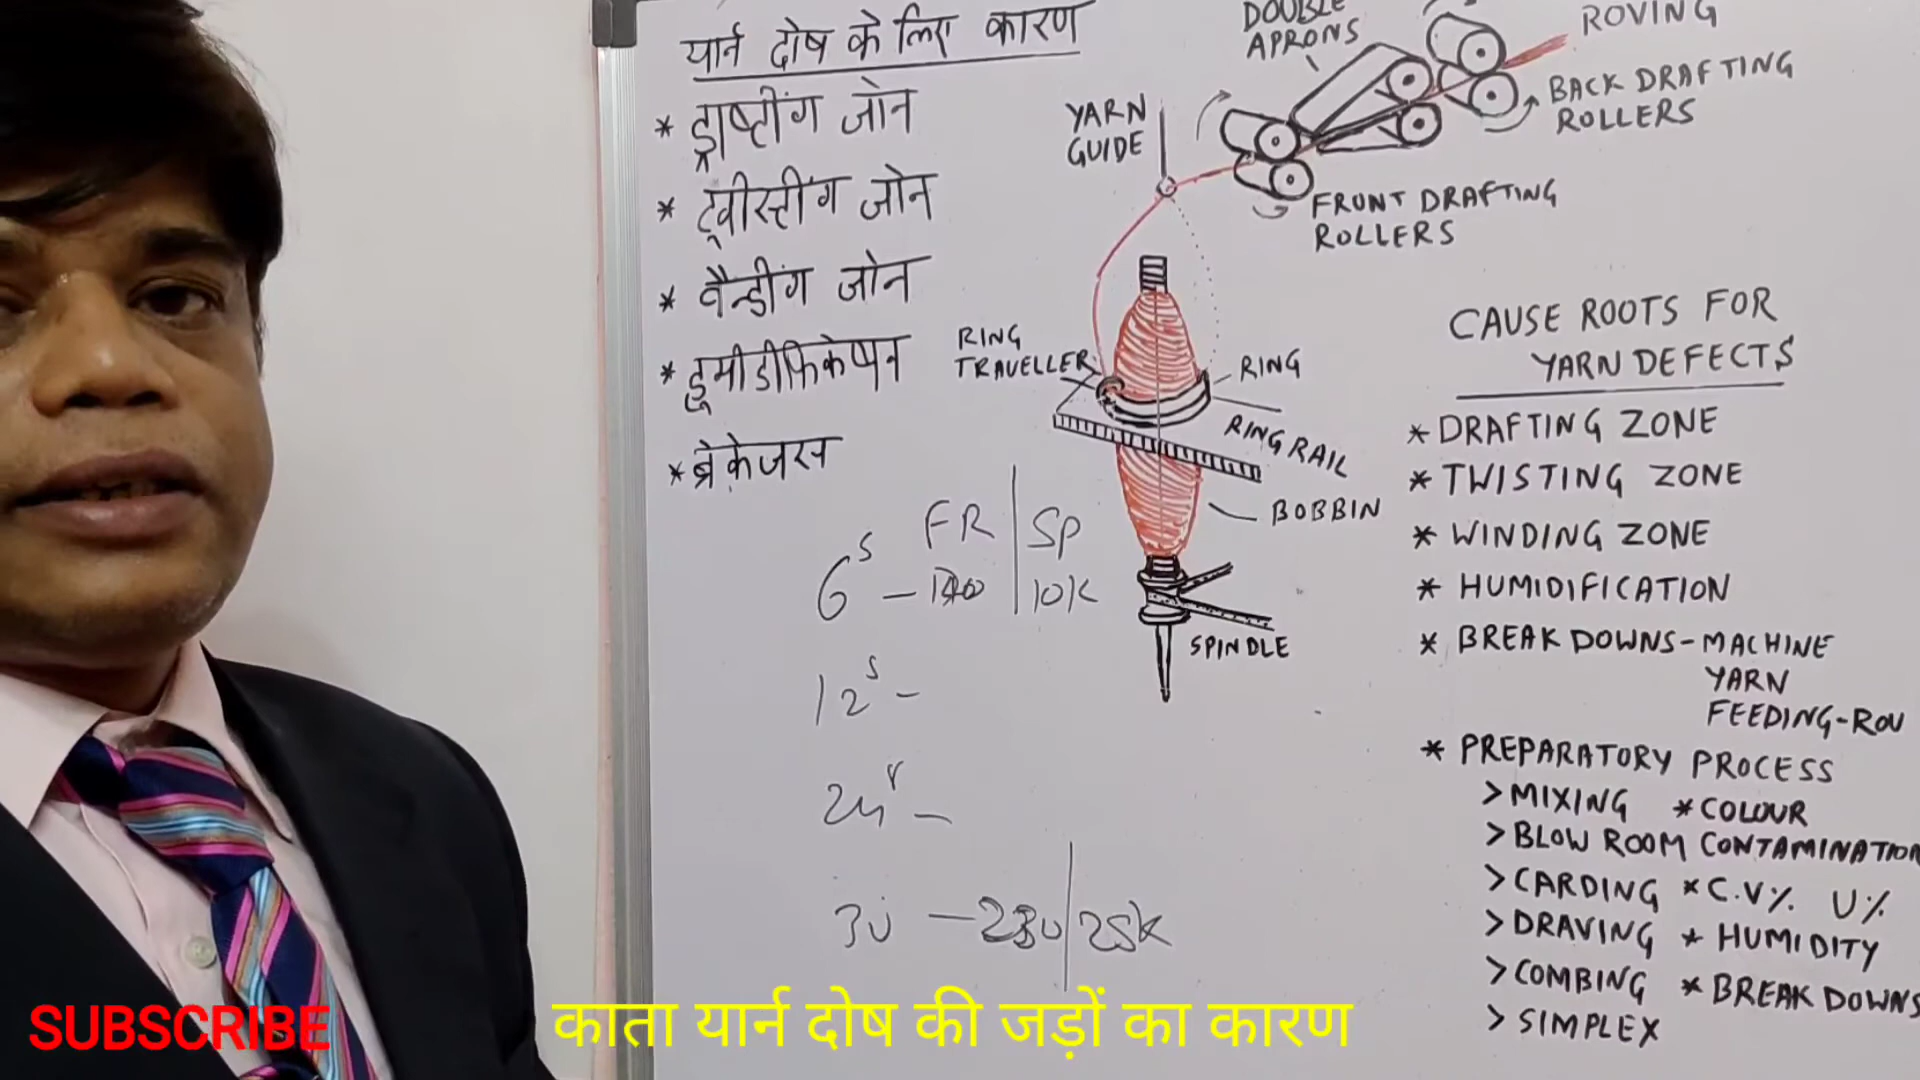 यार्न दोष के लिए कारण
* ड्राफ्टींग जोन
* ट्वीस्टींग जोन
* वैन्डींग जोन
* हुमीडीफिकेषन
* ब्रेकेजस
DOUBLE
APRONS
ROVING
BACK DRAFTING
ROLLERS
YARN
GUIDE
FRONT DRAFTING
ROLLERS
RING
TRAVELLER
RING
RING RAIL
BOBBIN
SPINDLE
FR | SP
6s - | 10K
12s -
24s -
30 - 230 | 25K
CAUSE ROOTS FOR
YARN DEFECTS
* DRAFTING ZONE
* TWISTING ZONE
* WINDING ZONE
* HUMIDIFICATION
* BREAK DOWNS - MACHINE
YARN
FEEDING-ROV
* PREPARATORY PROCESS
> MIXING * COLOUR
> BLOW ROOM CONTAMINATION
> CARDING * C.V% U%
> DRAVING * HUMIDITY
> COMBING * BREAK DOWNS
> SIMPLEX
SUBSCRIBE
काता यार्न दोष की जड़ों का कारण